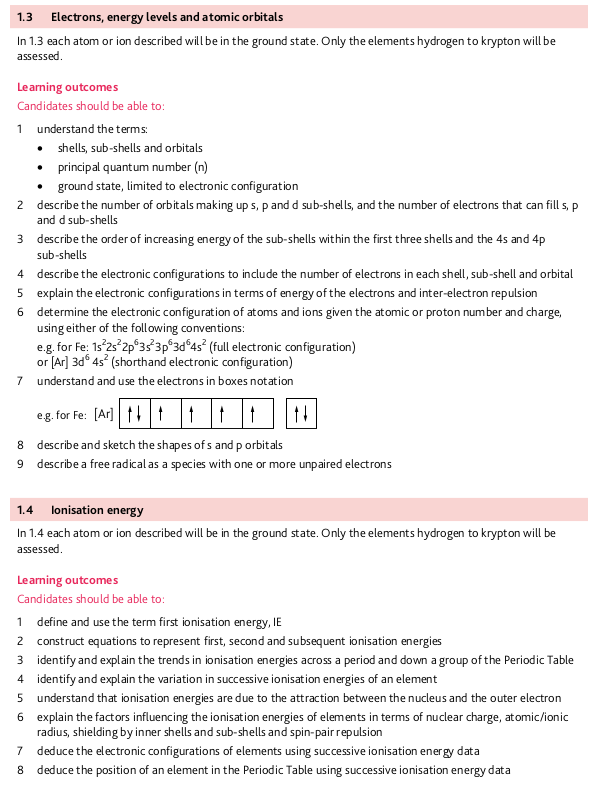 1.3 Electrons, energy levels and atomic orbitals
In 1.3 each atom or ion described will be in the ground state. Only the elements hydrogen to krypton will be
assessed.
Learning outcomes
Candidates should be able to:
1 understand the terms:
• shells, sub-shells and orbitals
• principal quantum number (n)
• ground state, limited to electronic configuration
2 describe the number of orbitals making up s, p and d sub-shells, and the number of electrons that can fill s, p
and d sub-shells
3 describe the order of increasing energy of the sub-shells within the first three shells and the 4s and 4p
sub-shells
4 describe the electronic configurations to include the number of electrons in each shell, sub-shell and orbital
5 explain the electronic configurations in terms of energy of the electrons and inter-electron repulsion
6 determine the electronic configuration of atoms and ions given the atomic or proton number and charge,
using either of the following conventions:
e.g. for Fe: 1s²2s²2p⁶3s²3p⁶3d⁶4s² (full electronic configuration)
or [Ar] 3d⁶ 4s² (shorthand electronic configuration)
7 understand and use the electrons in boxes notation
e.g. for Fe: [Ar] ↑↓ ↑ ↑ ↑ ↑ ↑↓
8 describe and sketch the shapes of s and p orbitals
9 describe a free radical as a species with one or more unpaired electrons
1.4 Ionisation energy
In 1.4 each atom or ion described will be in the ground state. Only the elements hydrogen to krypton will be
assessed.
Learning outcomes
Candidates should be able to:
1 define and use the term first ionisation energy, IE
2 construct equations to represent first, second and subsequent ionisation energies
3 identify and explain the trends in ionisation energies across a period and down a group of the Periodic Table
4 identify and explain the variation in successive ionisation energies of an element
5 understand that ionisation energies are due to the attraction between the nucleus and the outer electron
6 explain the factors influencing the ionisation energies of elements in terms of nuclear charge, atomic/ionic
radius, shielding by inner shells and sub-shells and spin-pair repulsion
7 deduce the electronic configurations of elements using successive ionisation energy data
8 deduce the position of an element in the Periodic Table using successive ionisation energy data